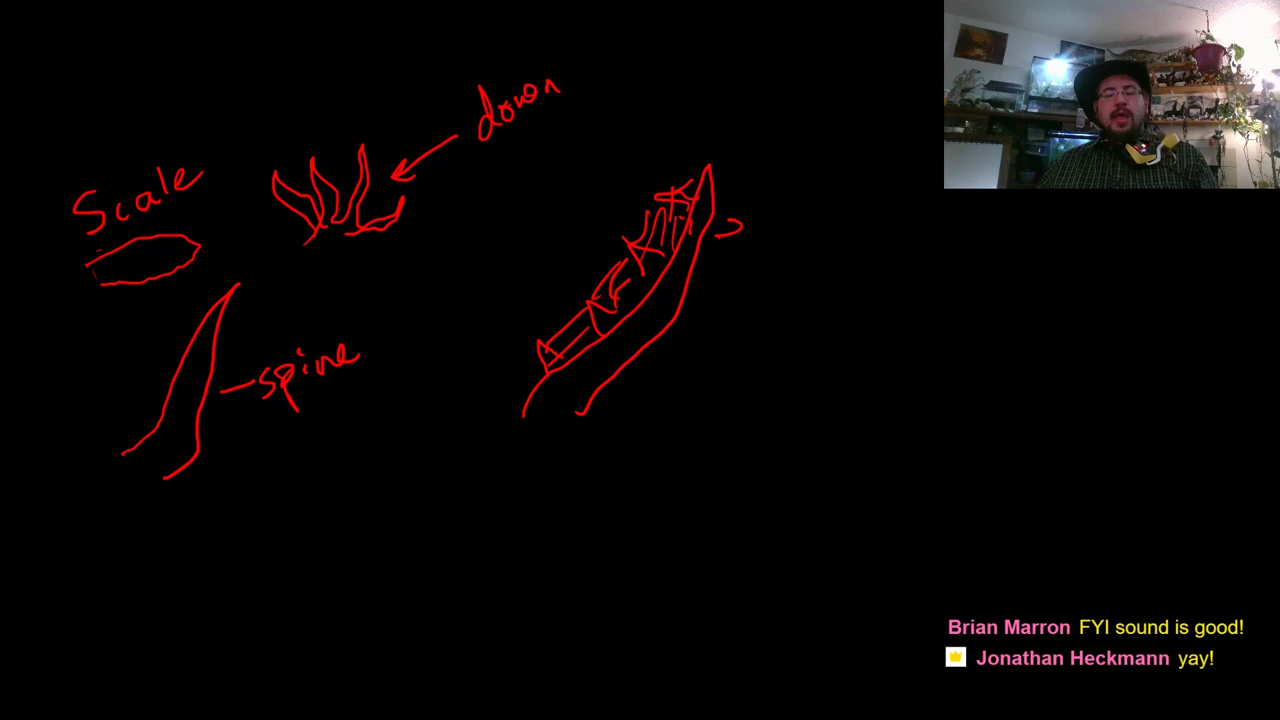 down
Scale
spine
Brian Marron FYI sound is good!
Jonathan Heckmann yay!